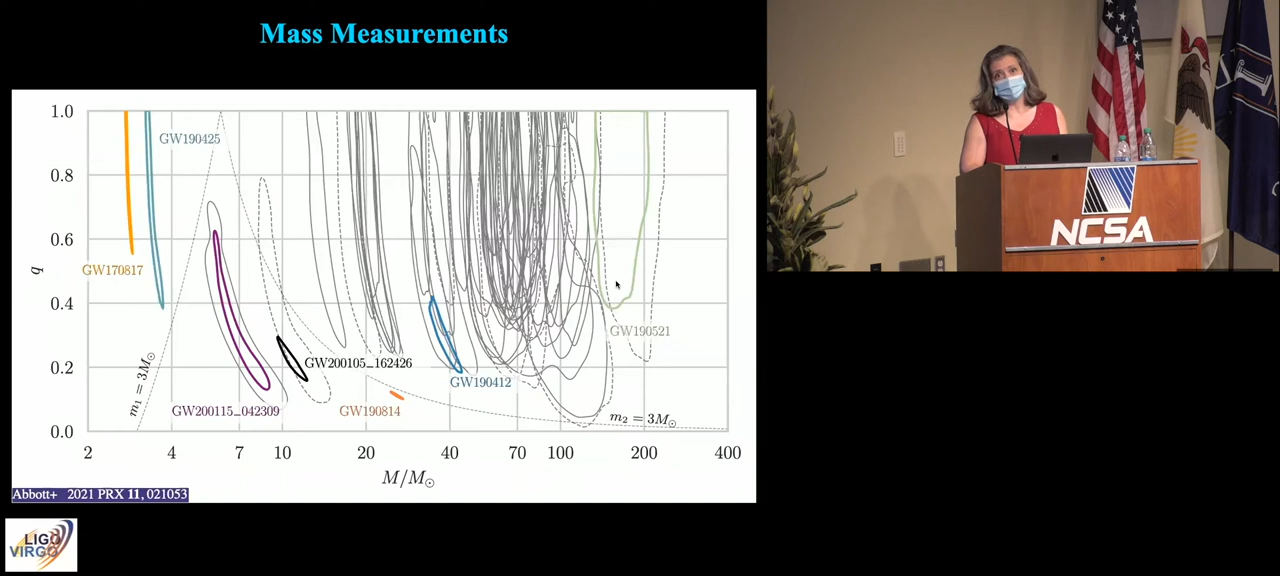 Mass Measurements
1.0
0.8
0.6
0.4
0.2
0.0
q
GW190425
GW170817
m₁ = 3M⊙
GW200115_042309
GW200105_162426
GW190814
GW190412
GW190521
m₂ = 3M⊙
2
4
7
10
20
40
70
100
200
400
M/M⊙
Abbott+ 2021 PRX 11, 021053
LIGO
VIRGO
NCSA